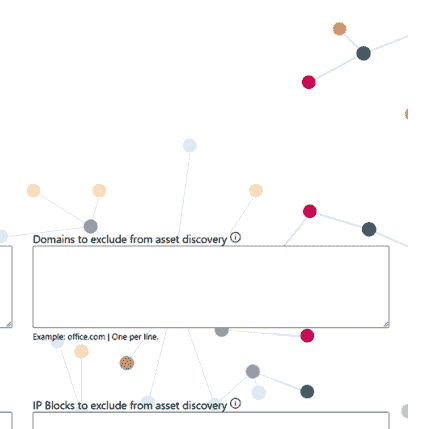 Domains to exclude from asset discovery
Example: office.com | One per line.
IP Blocks to exclude from asset discovery